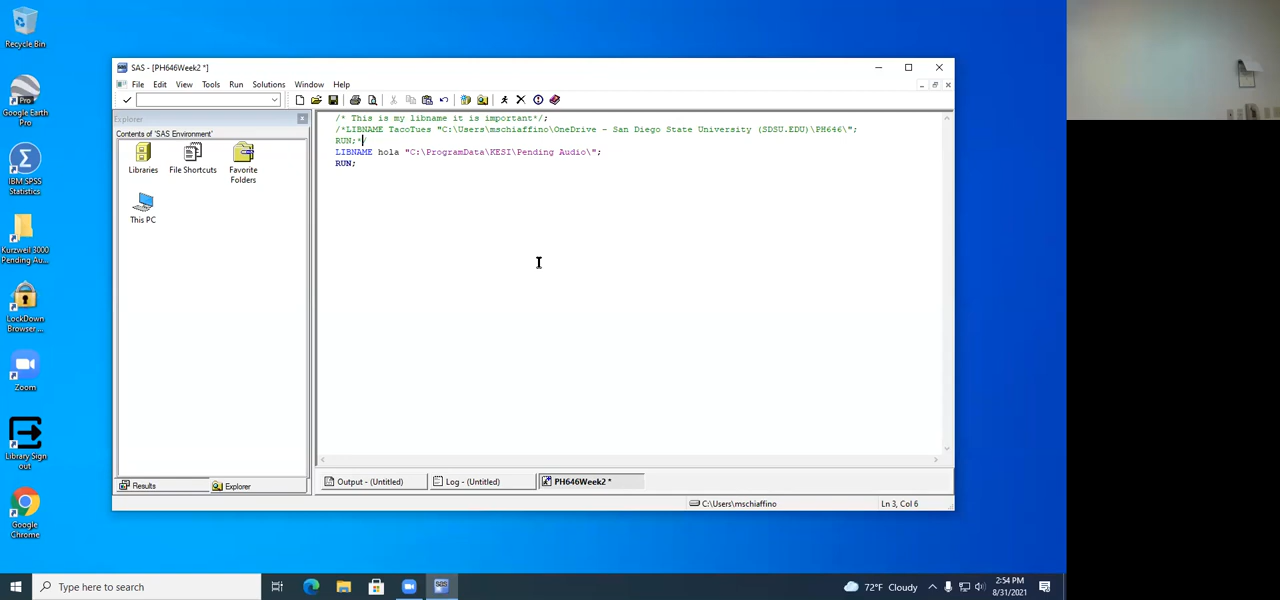 Recycle Bin
Google Earth
Pro
IBM SPSS
Statistics
Kurzweil 3000
Pending Au...
LockDown
Browser ...
Zoom
Library Sign
out
Google
Chrome
SAS - [PH646Week2 *]
File Edit View Tools Run Solutions Window Help
Explorer
Contents of 'SAS Environment'
Libraries File Shortcuts Favorite
Folders
This PC
Results Explorer
/* This is my libname it is important*/;
/*LIBNAME TacoTues "C:\Users\mschiaffino\OneDrive - San Diego State University (SDSU.EDU)\PH646\";
RUN;*/
LIBNAME hola "C:\ProgramData\KESI\Pending Audio\";
RUN;
Output - (Untitled) Log - (Untitled) PH646Week2 *
C:\Users\mschiaffino Ln 3, Col 6
Type here to search
72°F Cloudy
2:54 PM
8/31/2021